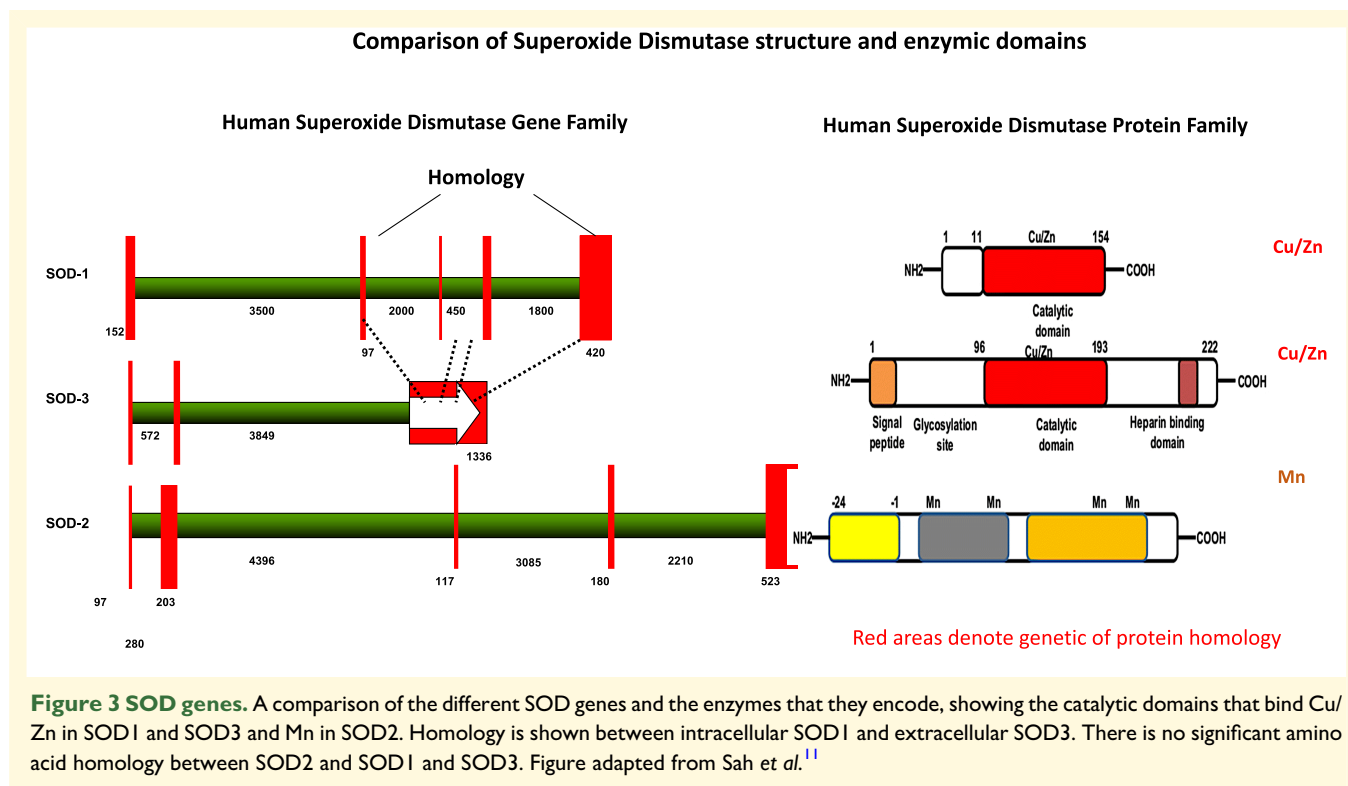 Comparison of Superoxide Dismutase structure and enzymic domains
Human Superoxide Dismutase Gene Family
Homology
SOD-1
3500
2000
450
1800
152
97
420
SOD-3
572
3849
1336
SOD-2
4396
117
3085
180
2210
523
97
203
280
Human Superoxide Dismutase Protein Family
1
11
Cu/Zn
154
Cu/Zn
NH2
COOH
Catalytic
domain
1
96
Cu/Zn
193
222
Cu/Zn
NH2
COOH
Signal
peptide
Glycosylation
site
Catalytic
domain
Heparin binding
domain
Mn
-24
-1
Mn
Mn
Mn
Mn
NH2
COOH
Red areas denote genetic of protein homology
Figure 3 SOD genes. A comparison of the different SOD genes and the enzymes that they encode, showing the catalytic domains that bind Cu/
Zn in SOD1 and SOD3 and Mn in SOD2. Homology is shown between intracellular SOD1 and extracellular SOD3. There is no significant amino
acid homology between SOD2 and SOD1 and SOD3. Figure adapted from Sah et al.11